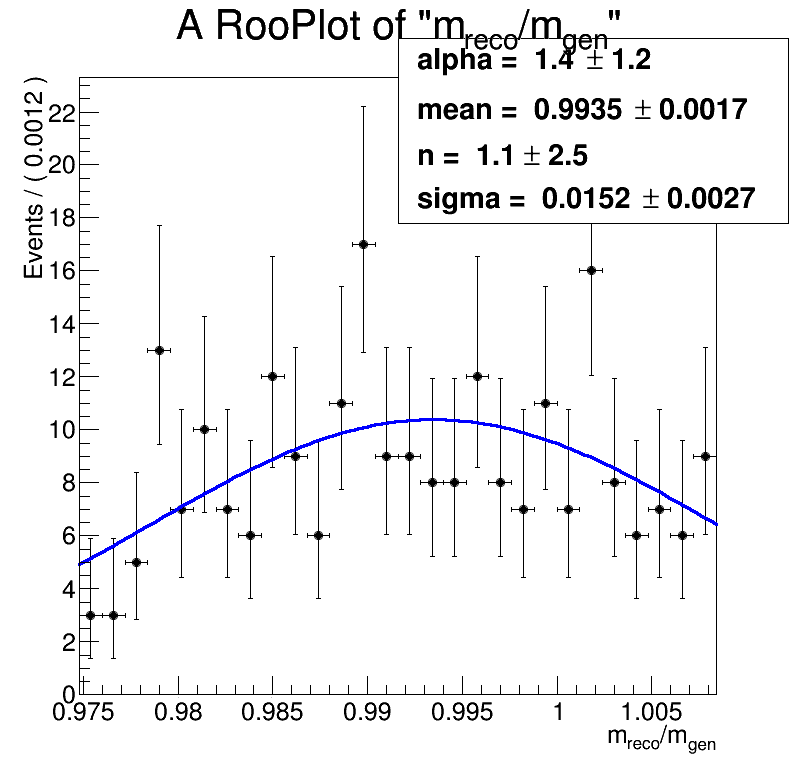 A RooPlot of "m_reco/m_gen"
alpha = 1.4 ± 1.2
mean = 0.9935 ± 0.0017
n = 1.1 ± 2.5
sigma = 0.0152 ± 0.0027
Events / ( 0.0012 )
22
20
18
16
14
12
10
8
6
4
2
0
0.975 0.98 0.985 0.99 0.995 1 1.005
m_reco/m_gen